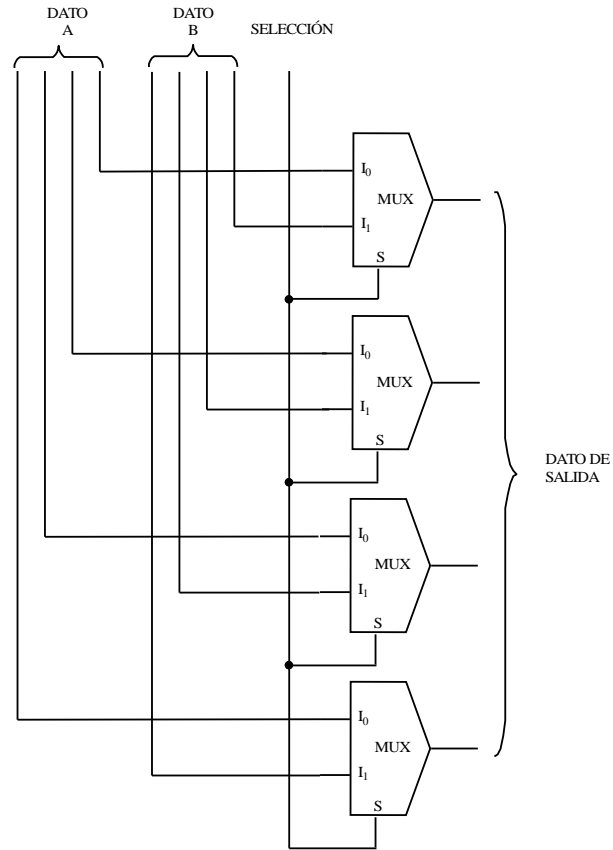 DATO
A
DATO
B
SELECCIÓN
I0
MUX
I1
S
I0
MUX
I1
S
DATO DE
SALIDA
I0
MUX
I1
S
I0
MUX
I1
S